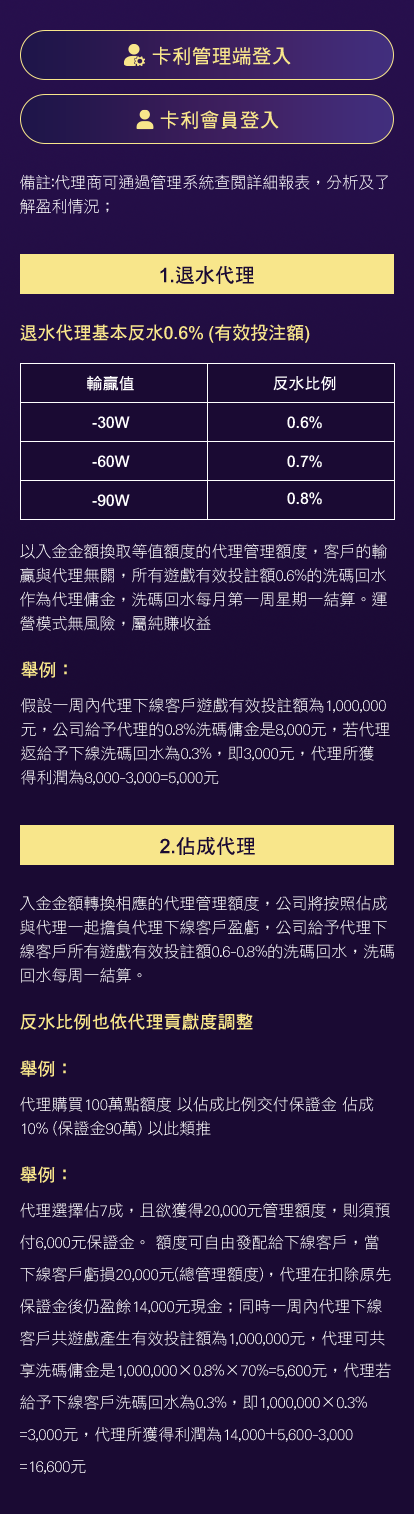 卡利管理端登入
卡利會員登入
備註:代理商可通過管理系統查閱詳細報表，分析及了
解盈利情況；
1.退水代理
退水代理基本反水0.6% (有效投注額)
輸贏值 反水比例
-30W 0.6%
-60W 0.7%
-90W 0.8%
以入金金額換取等值額度的代理管理額度，客戶的輸
贏與代理無關，所有遊戲有效投註額0.6%的洗碼回水
作為代理傭金，洗碼回水每月第一周星期一結算。運
營模式無風險，屬純賺收益
舉例：
假設一周內代理下線客戶遊戲有效投註額為1,000,000
元，公司給予代理的0.8%洗碼傭金是8,000元，若代理
返給予下線洗碼回水為0.3%，即3,000元，代理所獲
得利潤為8,000-3,000=5,000元
2.佔成代理
入金金額轉換相應的代理管理額度，公司將按照佔成
與代理一起擔負代理下線客戶盈虧，公司給予代理下
線客戶所有遊戲有效投註額0.6-0.8%的洗碼回水，洗碼
回水每周一結算。
反水比例也依代理貢獻度調整
舉例：
代理購買100萬點額度 以佔成比例交付保證金 佔成
10% (保證金90萬) 以此類推
舉例：
代理選擇佔7成，且欲獲得20,000元管理額度，則須預
付6,000元保證金。 額度可自由發配給下線客戶，當
下線客戶虧損20,000元(總管理額度)，代理在扣除原先
保證金後仍盈餘14,000元現金；同時一周內代理下線
客戶共遊戲產生有效投註額為1,000,000元，代理可共
享洗碼傭金是1,000,000×0.8%×70%=5,600元，代理若
給予下線客戶洗碼回水為0.3%，即1,000,000×0.3%
=3,000元，代理所獲得利潤為14,000+5,600-3,000
=16,600元